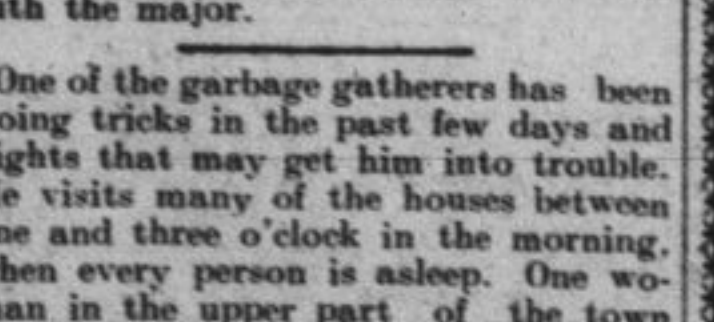 ith the major.
One of the garbage gatherers has been
oing tricks in the past few days and
ights that may get him into trouble.
e visits many of the houses between
ne and three o'clock in the morning.
hen every person is asleep. One wo-
an in the upper part of the town